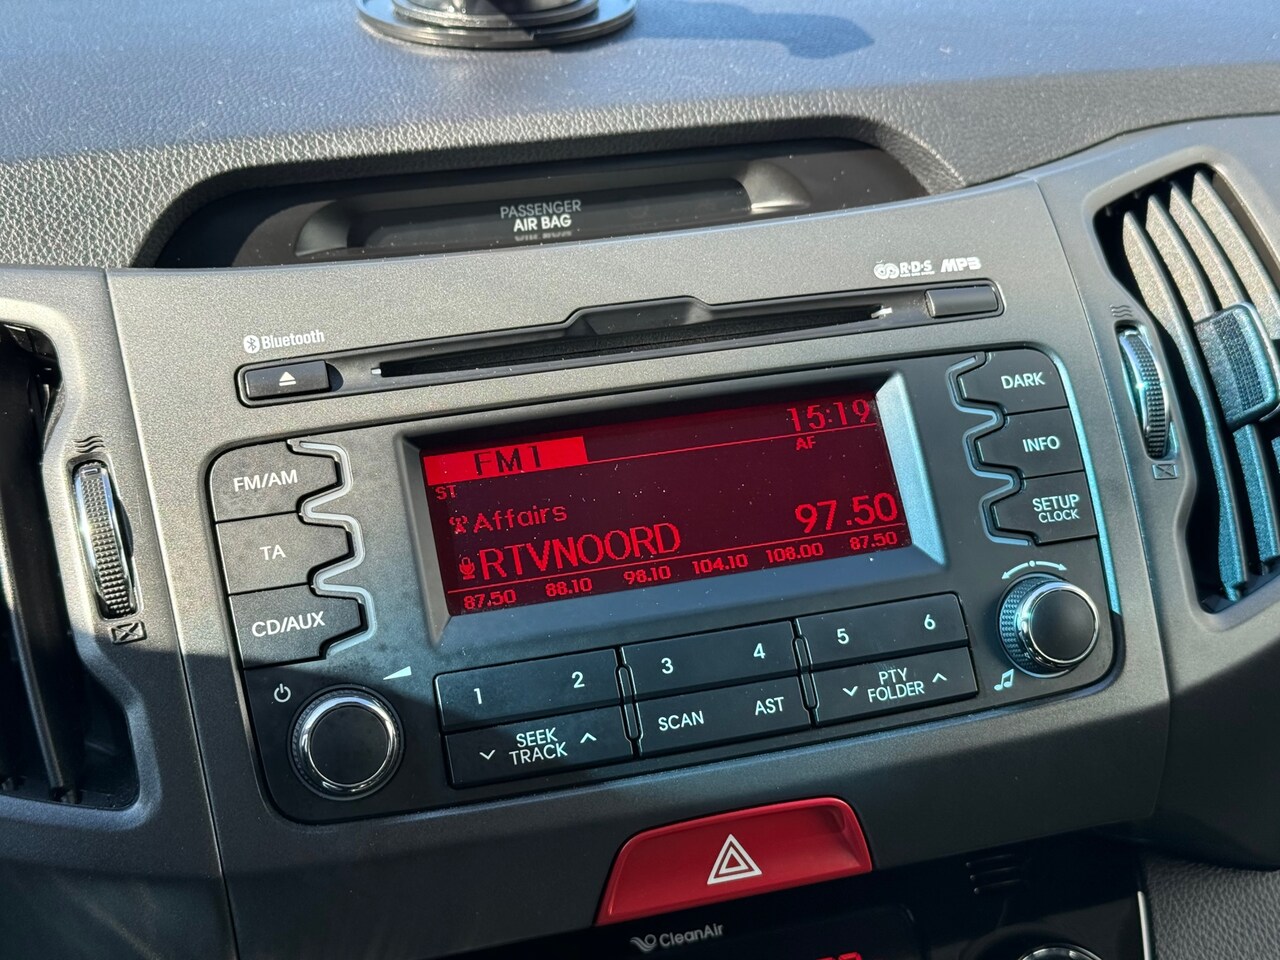 PASSENGER
AIR BAG
R·D·S MP3
Bluetooth
DARK
INFO
SETUP
CLOCK
FM/AM
TA
CD/AUX
FM1
15:19
AF
ST
Affairs
97.50
RTVNOORD
87.50 88.10 98.10 104.10 108.00 87.50
1 2 3 4 5 6
SEEK
TRACK
SCAN AST
PTY
FOLDER
CleanAir